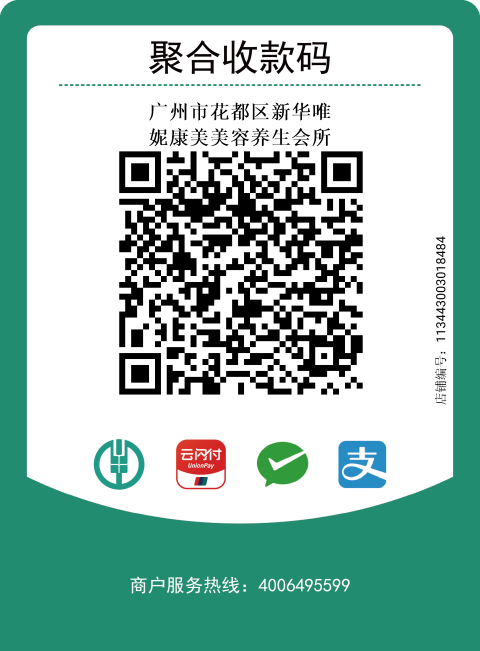 聚合收款码
广州市花都区新华唯
妮康美美容养生会所
店铺编号：113443003018484
云闪付
UnionPay
支
商户服务热线：4006495599